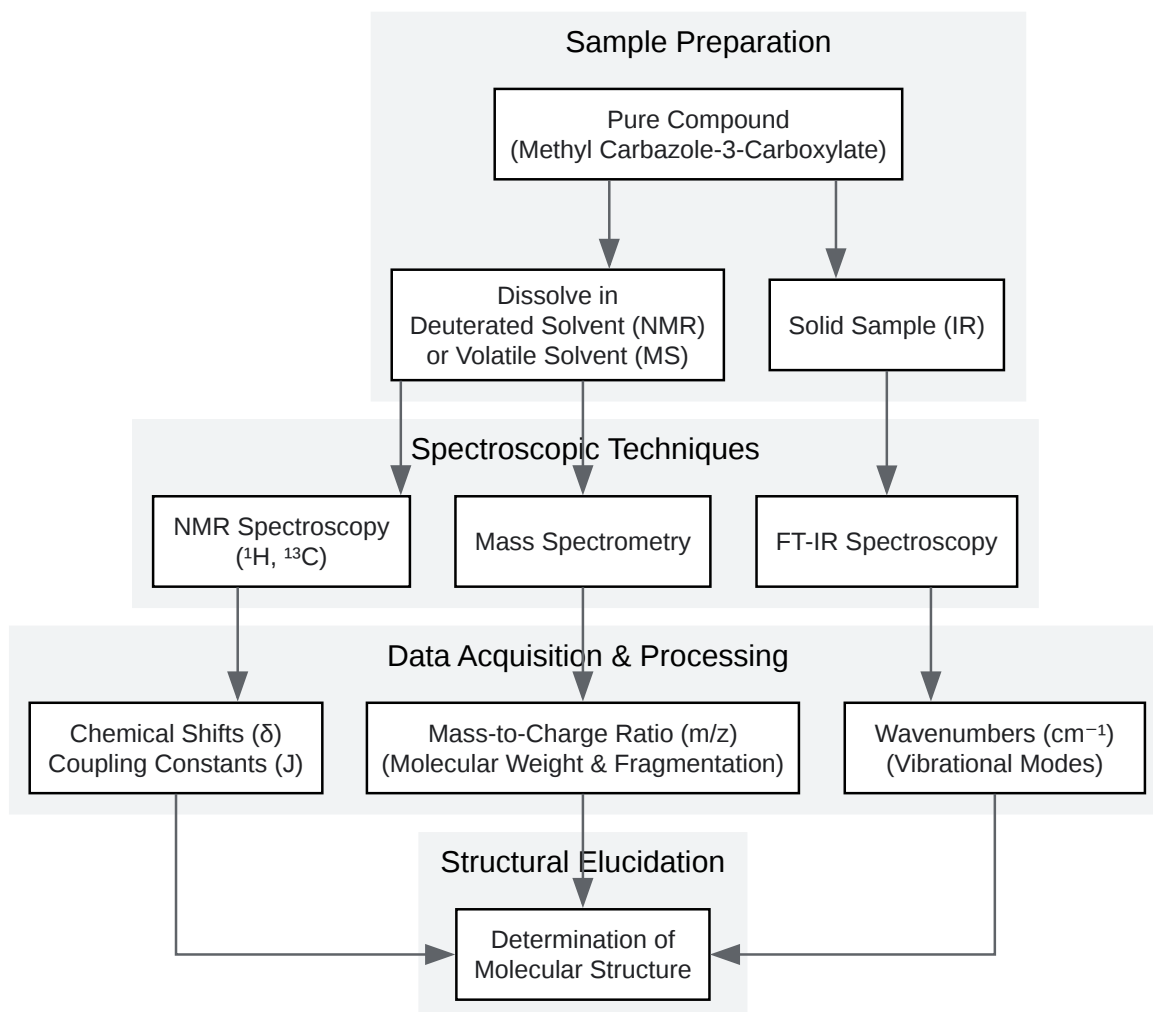 Sample Preparation
Pure Compound
(Methyl Carbazole-3-Carboxylate)
Dissolve in
Deuterated Solvent (NMR)
or Volatile Solvent (MS)
Solid Sample (IR)
Spectroscopic Techniques
NMR Spectroscopy
(¹H, ¹³C)
Mass Spectrometry
FT-IR Spectroscopy
Data Acquisition & Processing
Chemical Shifts (δ)
Coupling Constants (J)
Mass-to-Charge Ratio (m/z)
(Molecular Weight & Fragmentation)
Wavenumbers (cm⁻¹)
(Vibrational Modes)
Structural Elucidation
Determination of
Molecular Structure